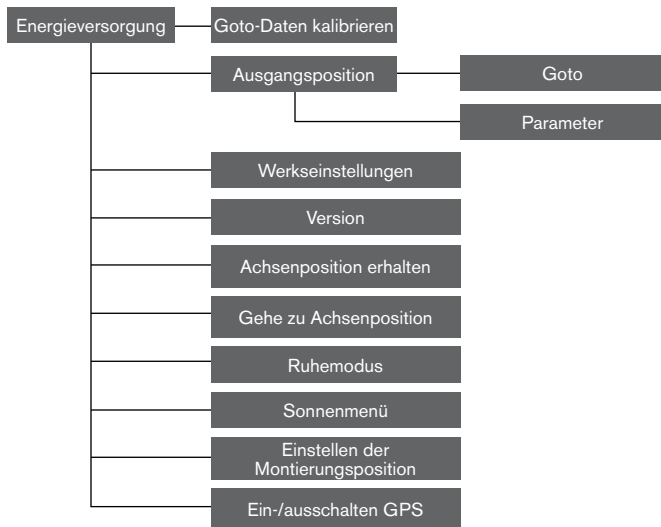 Energieversorgung
Goto-Daten kalibrieren
Ausgangsposition
Goto
Parameter
Werkseinstellungen
Version
Achsenposition erhalten
Gehe zu Achsenposition
Ruhemodus
Sonnenmenü
Einstellen der
Montierungsposition
Ein-/ausschalten GPS